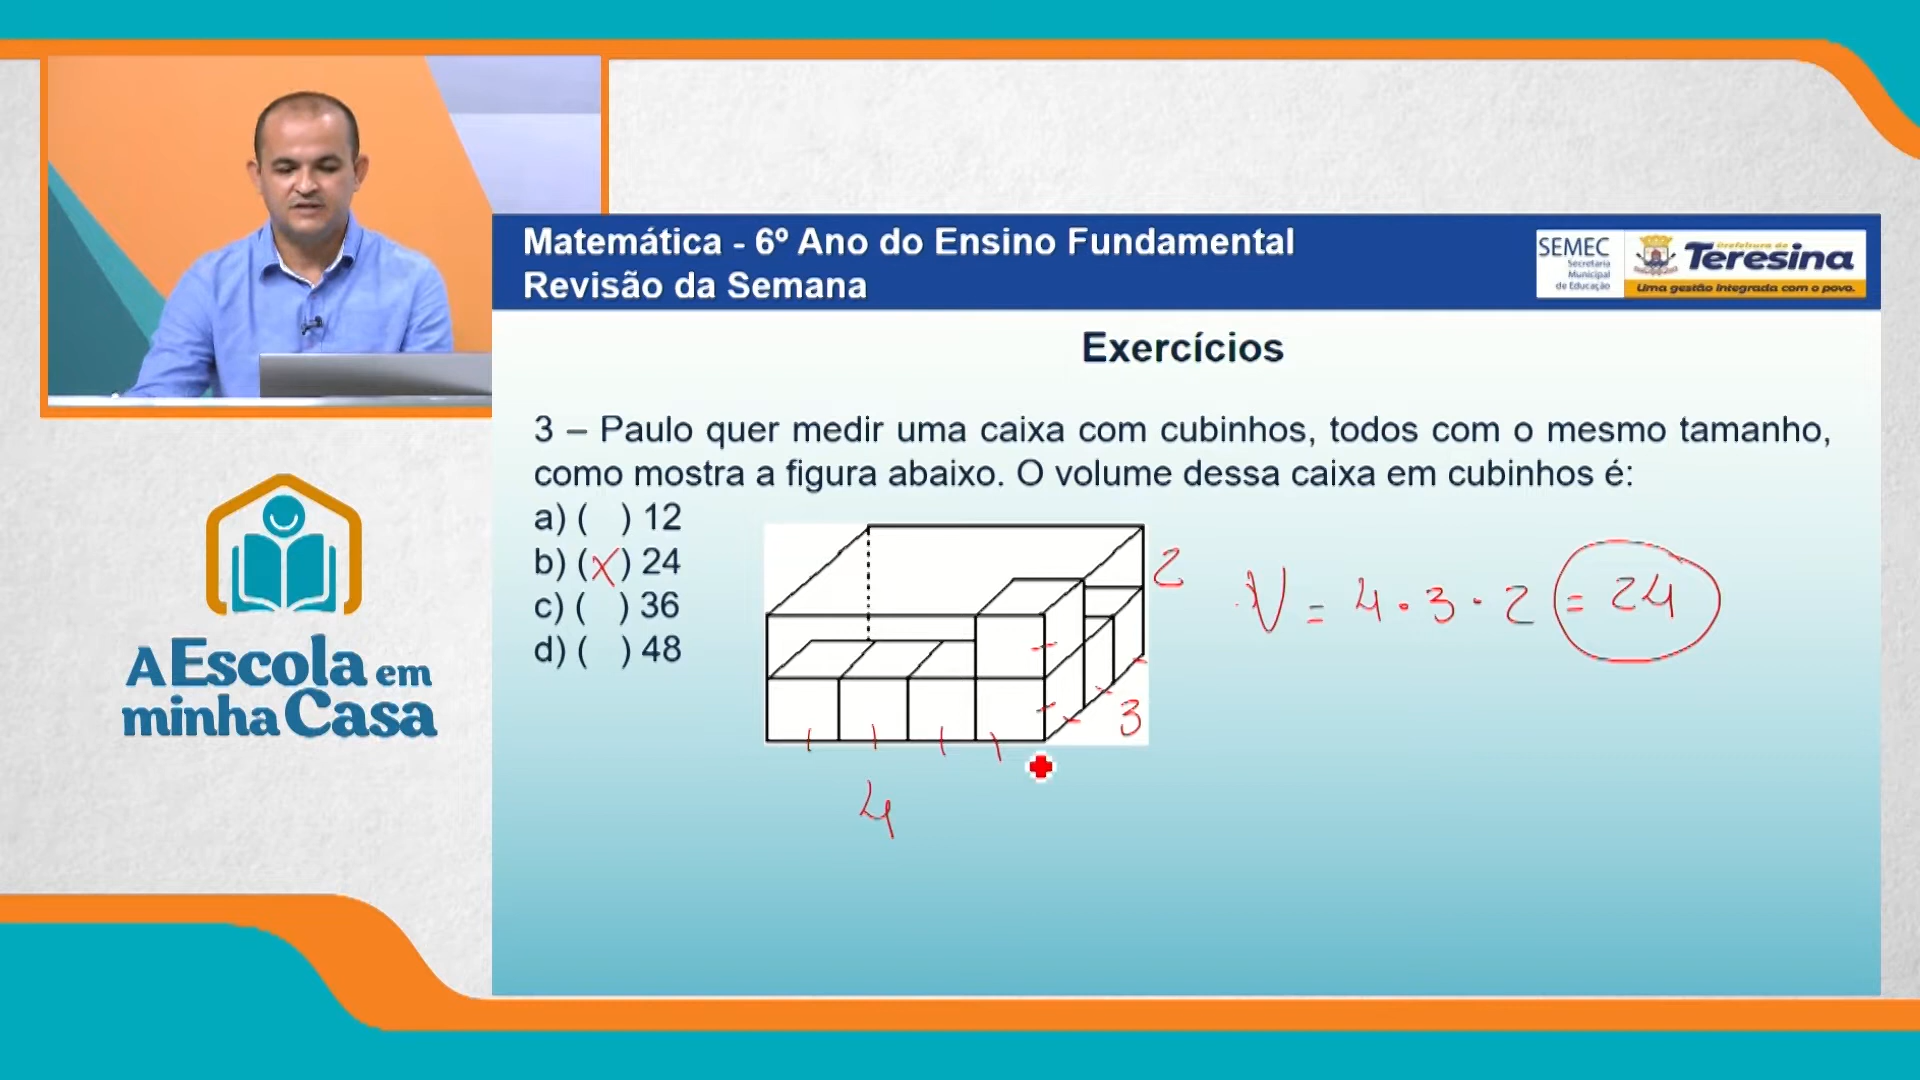 Matemática - 6º Ano do Ensino Fundamental
Revisão da Semana
SEMEC
Secretaria
Municipal
de Educação
Prefeitura de
Teresina
Uma gestão integrada com o povo.
Exercícios
3 – Paulo quer medir uma caixa com cubinhos, todos com o mesmo tamanho,
como mostra a figura abaixo. O volume dessa caixa em cubinhos é:
a) ( ) 12
b) (x) 24
c) ( ) 36
d) ( ) 48
2
3
4
V = 4 . 3 . 2 = 24
A Escola em
minha Casa